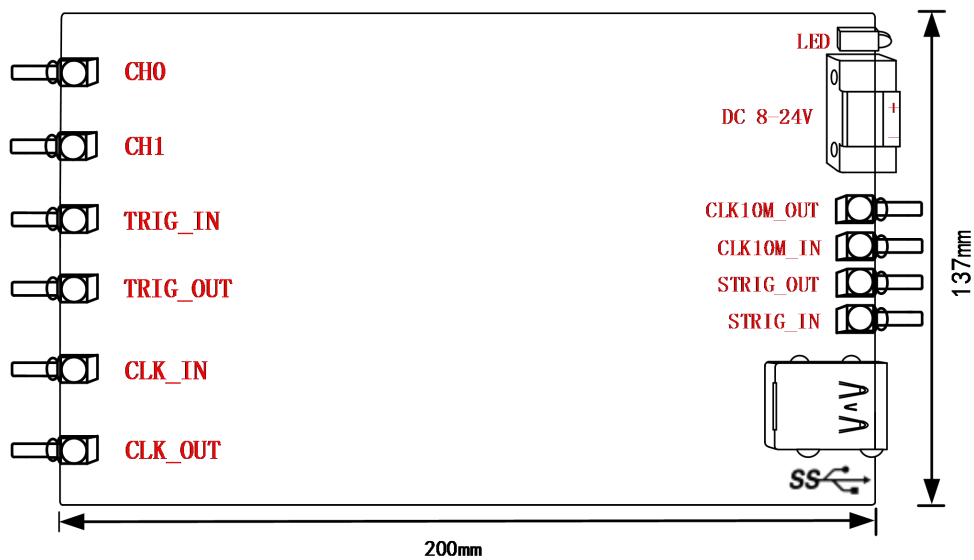 LED
CH0
DC 8-24V
+
-
CH1
CLK10M_OUT
TRIG_IN
CLK10M_IN
STRIG_OUT
TRIG_OUT
STRIG_IN
137mm
CLK_IN
CLK_OUT
SS
200mm